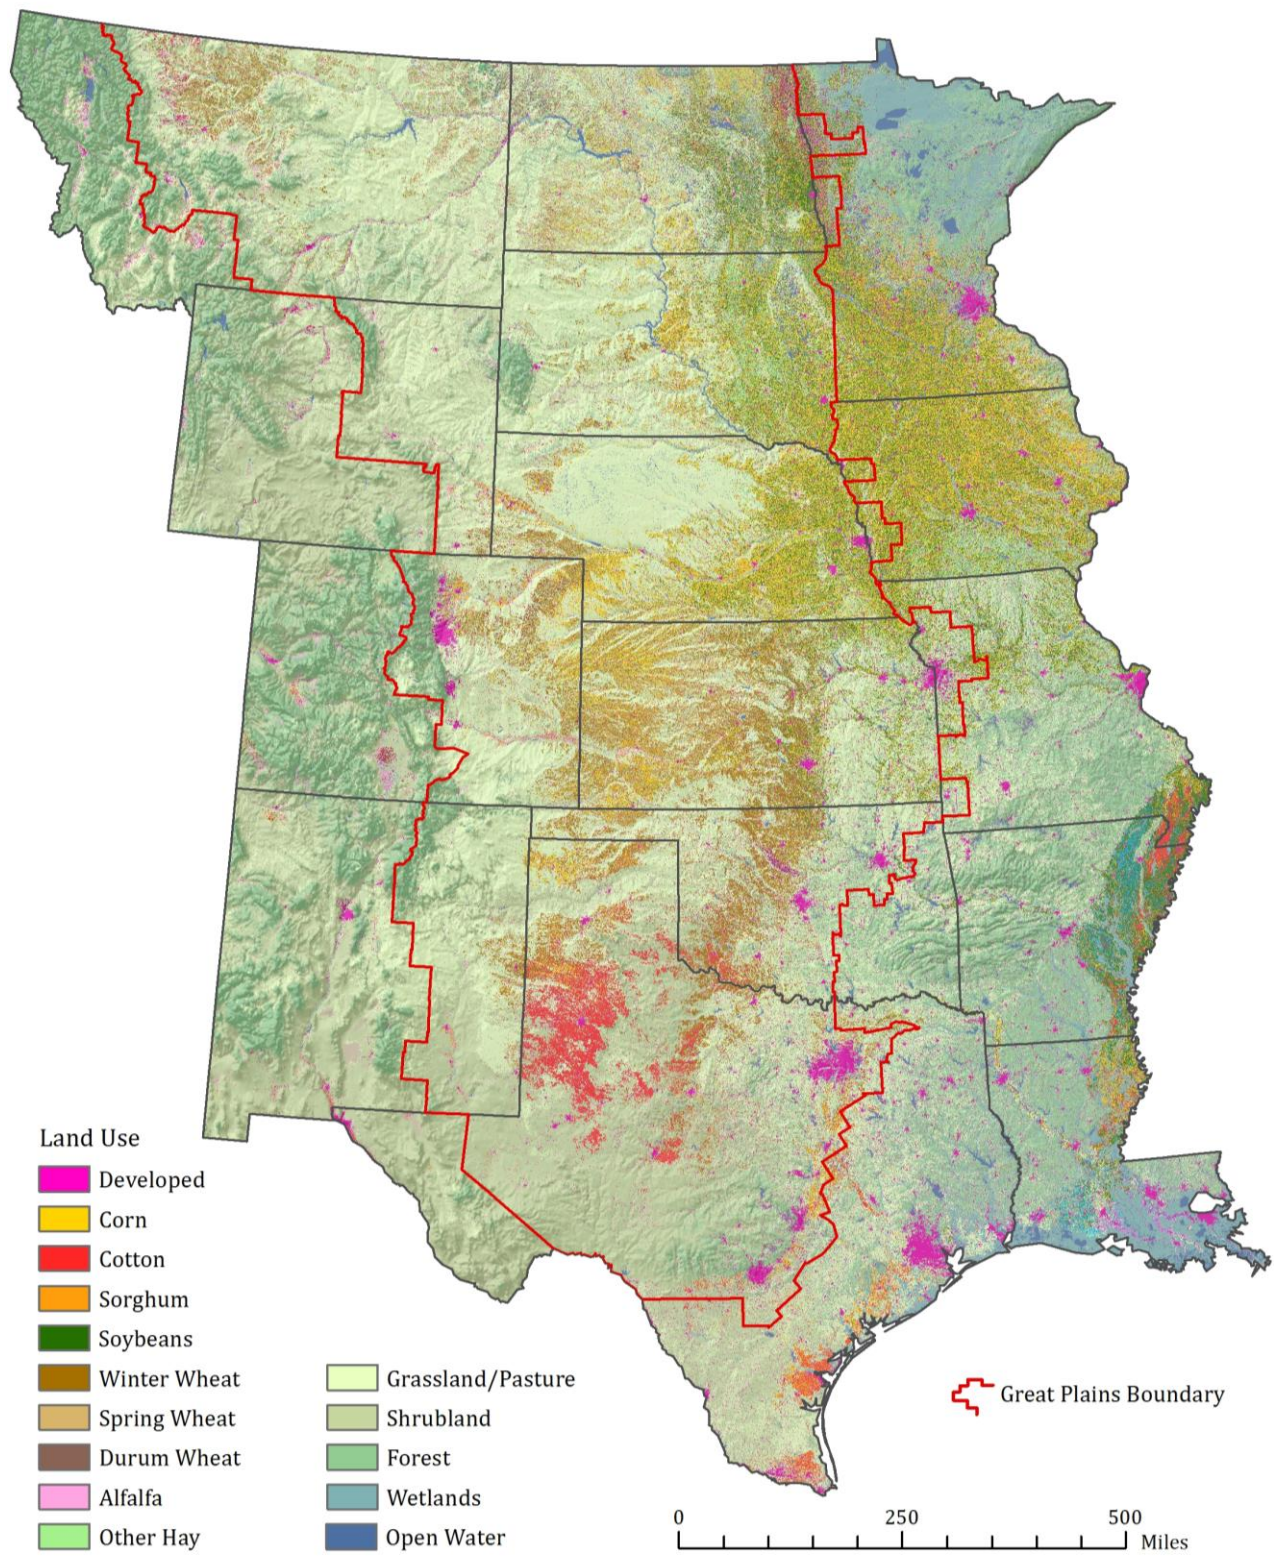 Land Use
Developed
Corn
Cotton
Sorghum
Soybeans
Winter Wheat
Spring Wheat
Durum Wheat
Alfalfa
Other Hay
Grassland/Pasture
Shrubland
Forest
Wetlands
Open Water
Great Plains Boundary
0 250 500
Miles